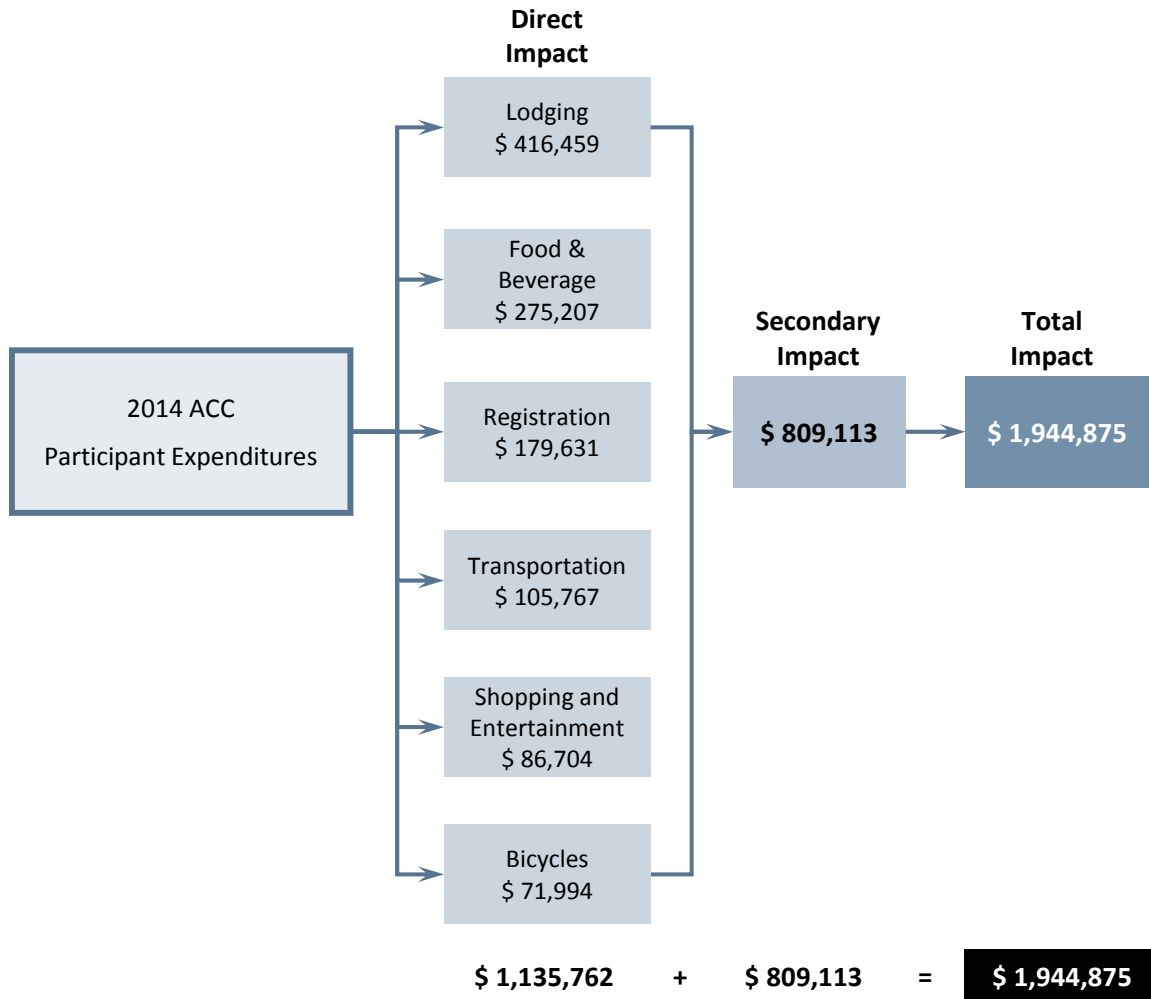 Direct
Impact
Lodging
$ 416,459
Food &
Beverage
$ 275,207
Secondary
Impact
Total
Impact
2014 ACC
Participant Expenditures
Registration
$ 179,631
$ 809,113
$ 1,944,875
Transportation
$ 105,767
Shopping and
Entertainment
$ 86,704
Bicycles
$ 71,994
$ 1,135,762 + $ 809,113 = $ 1,944,875